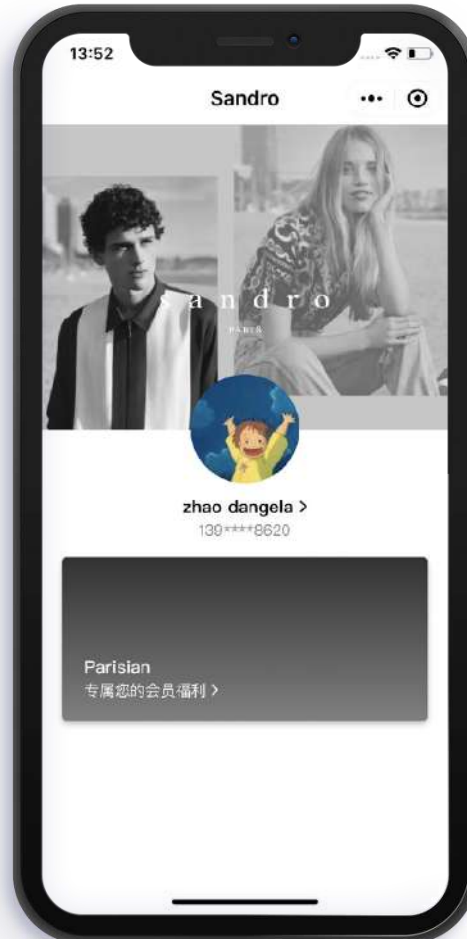 13:52
Sandro
sandro
PARIS
zhao dangela >
139****8620
Parisian
专属您的会员福利 >